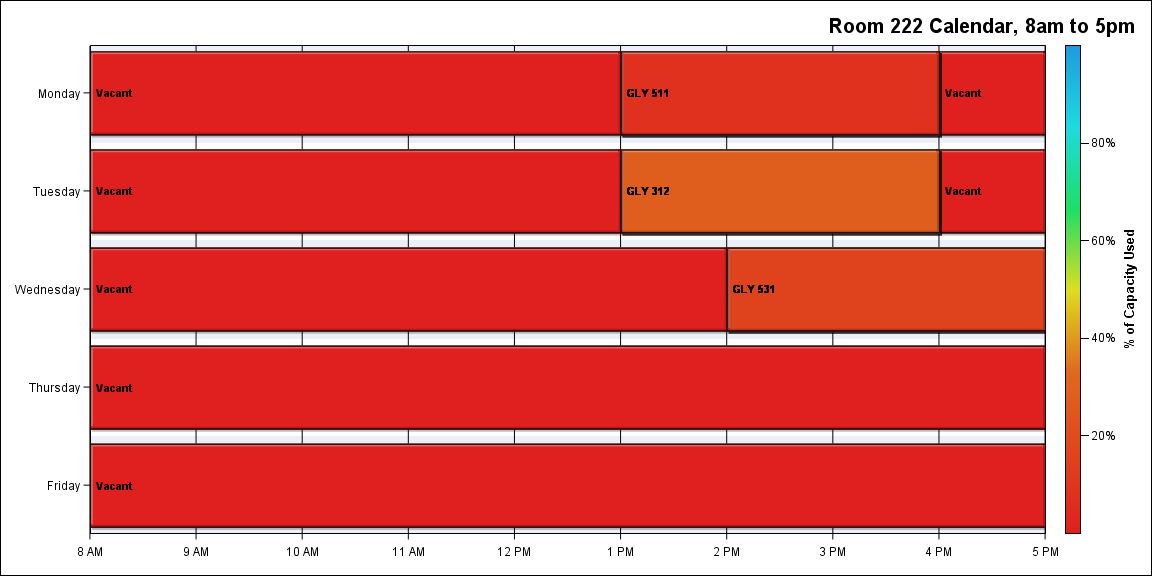 Room 222 Calendar, 8am to 5pm
Monday
Vacant
GLY 511
Vacant
Tuesday
Vacant
GLY 312
Vacant
Wednesday
Vacant
GLY 531
Thursday
Vacant
Friday
Vacant
8 AM
9 AM
10 AM
11 AM
12 PM
1 PM
2 PM
3 PM
4 PM
5 PM
80%
60%
40%
20%
% of Capacity Used